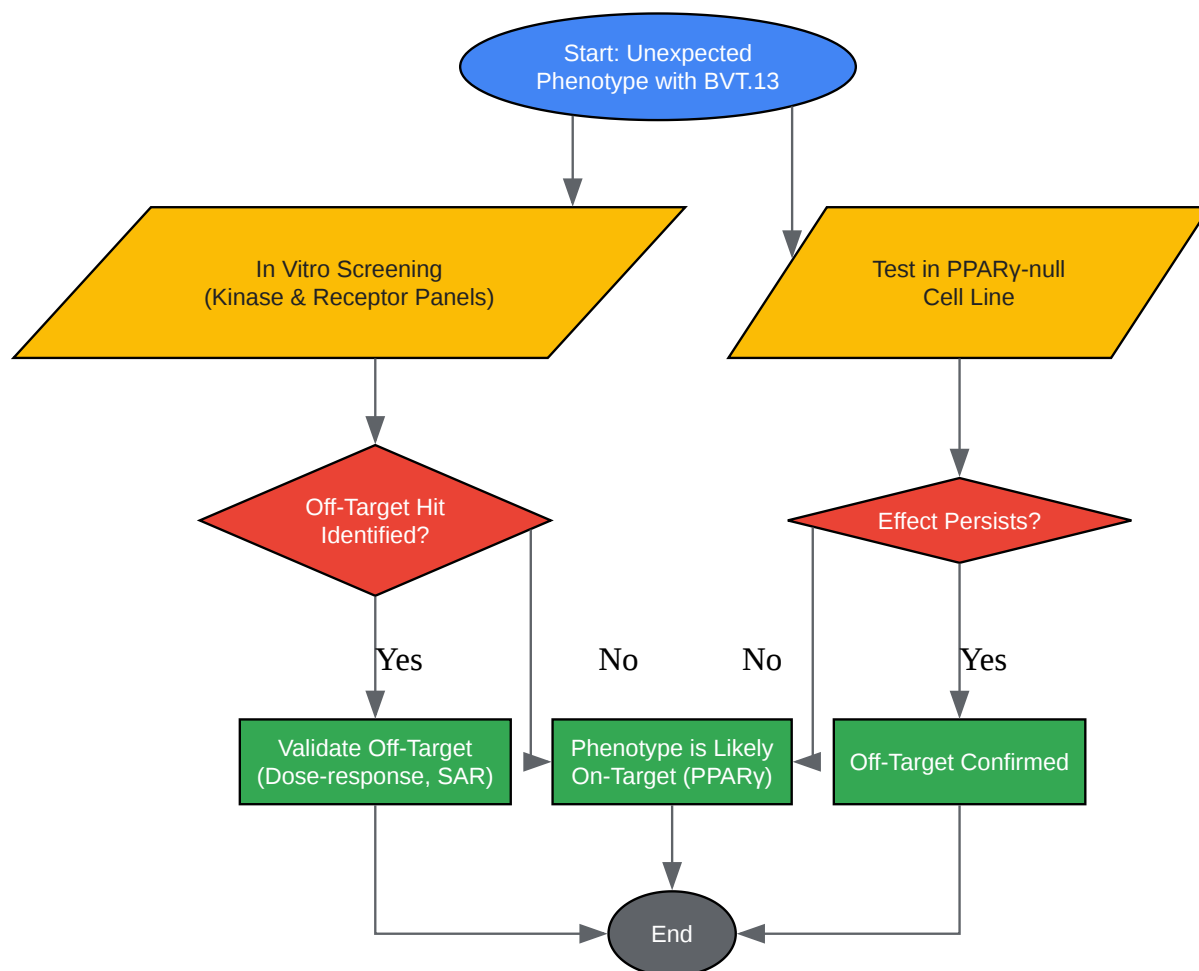 Start: Unexpected
Phenotype with BVT.13
In Vitro Screening
(Kinase & Receptor Panels)
Test in PPARγ-null
Cell Line
Off-Target Hit
Identified?
Effect Persists?
Yes
No
No
Yes
Validate Off-Target
(Dose-response, SAR)
Phenotype is Likely
On-Target (PPARγ)
Off-Target Confirmed
End